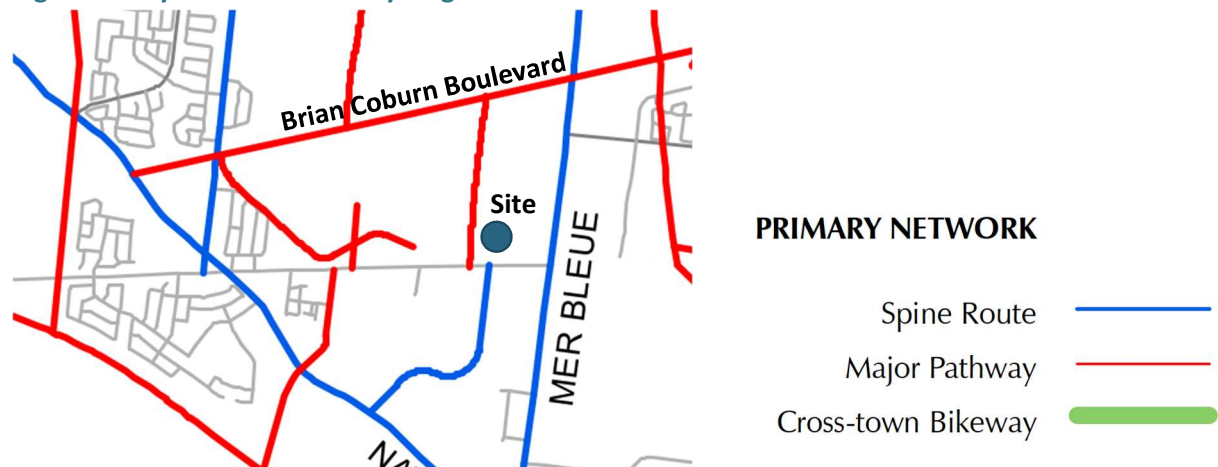 Brian Coburn Boulevard
Site
MER BLEUE
PRIMARY NETWORK
Spine Route
Major Pathway
Cross-town Bikeway